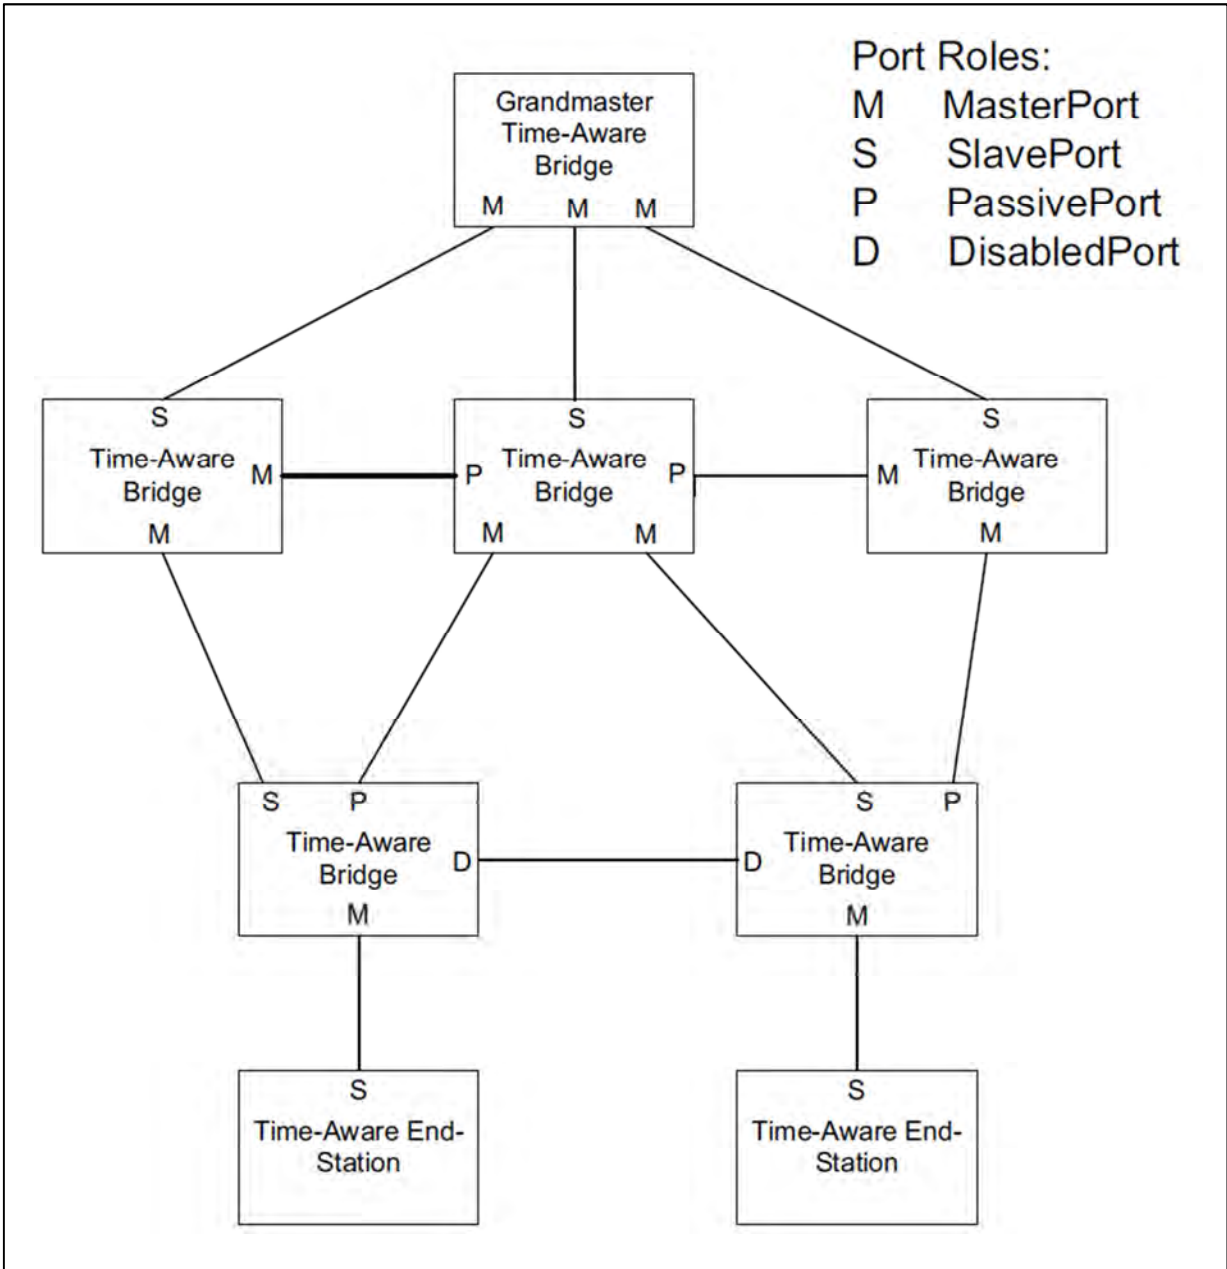 Port Roles:
M MasterPort
S SlavePort
P PassivePort
D DisabledPort
Grandmaster
Time-Aware
Bridge
M M M
S
Time-Aware
Bridge
M
M
S
P Time-Aware P
Bridge
M M
S
M Time-Aware
Bridge
M
S P
Time-Aware
Bridge
D
M
S P
D Time-Aware
Bridge
M
S
Time-Aware End-
Station
S
Time-Aware End-
Station